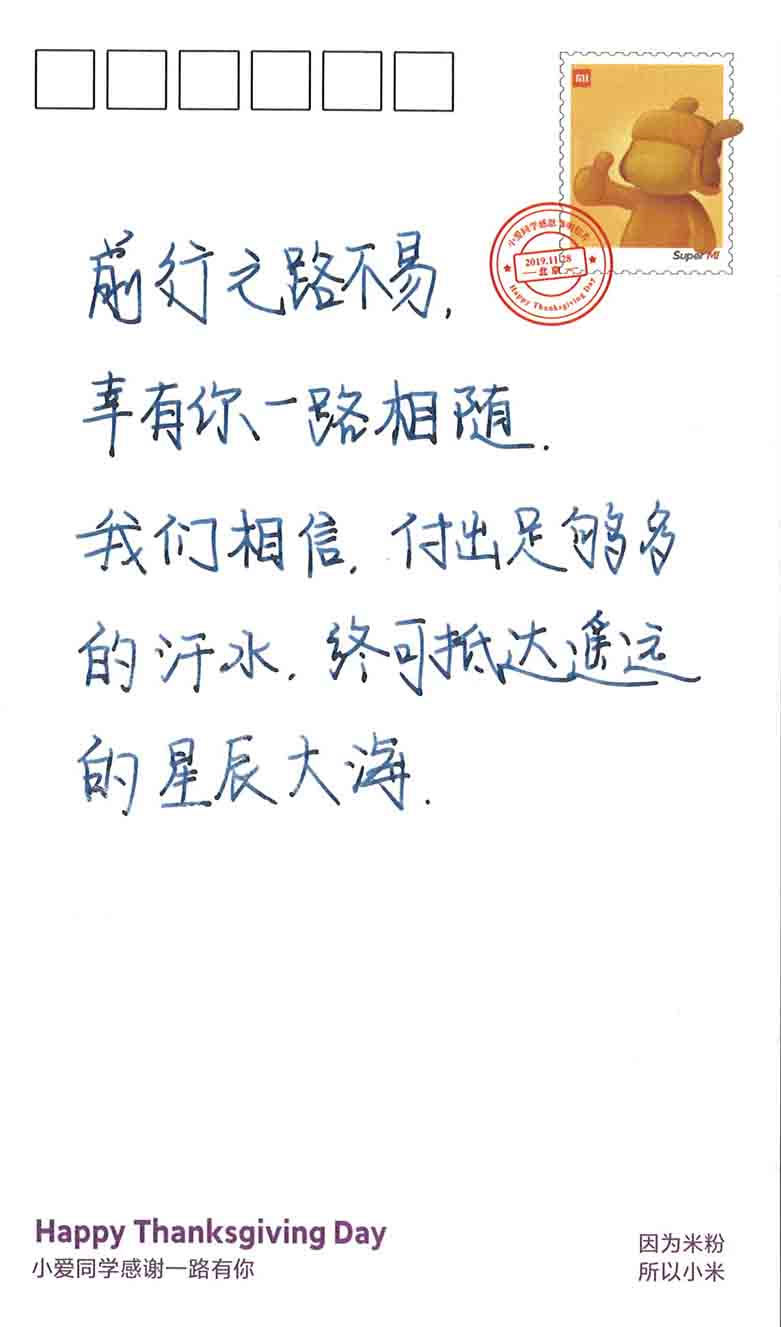 MI
Super MI
小爱同学感恩节明信片
2019.11.28
北京
Happy Thanksgiving Day
前行之路不易,
幸有你一路相随.
我们相信,付出足够多
的汗水,终可抵达遥远
的星辰大海.
Happy Thanksgiving Day
小爱同学感谢一路有你
因为米粉
所以小米